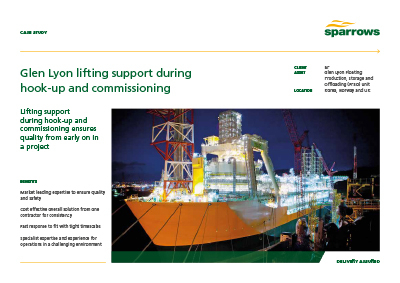 CASE STUDY
sparrows
Glen Lyon lifting support during
hook-up and commissioning
CLIENT
ASSET
Glen Lyon Floating
Production, Storage and
Offloading (FPSO) unit
LOCATION
Korea, Norway and UK
Lifting support
during hook-up and
commissioning ensures
quality from early on in
a project
BENEFITS
Market leading expertise to ensure quality
and safety
Cost effective overall solution from one
contractor for consistency
Fast response to fit with tight timescales
Specialist expertise and experience for
operations in a challenging environment
DELIVERY ASSURED